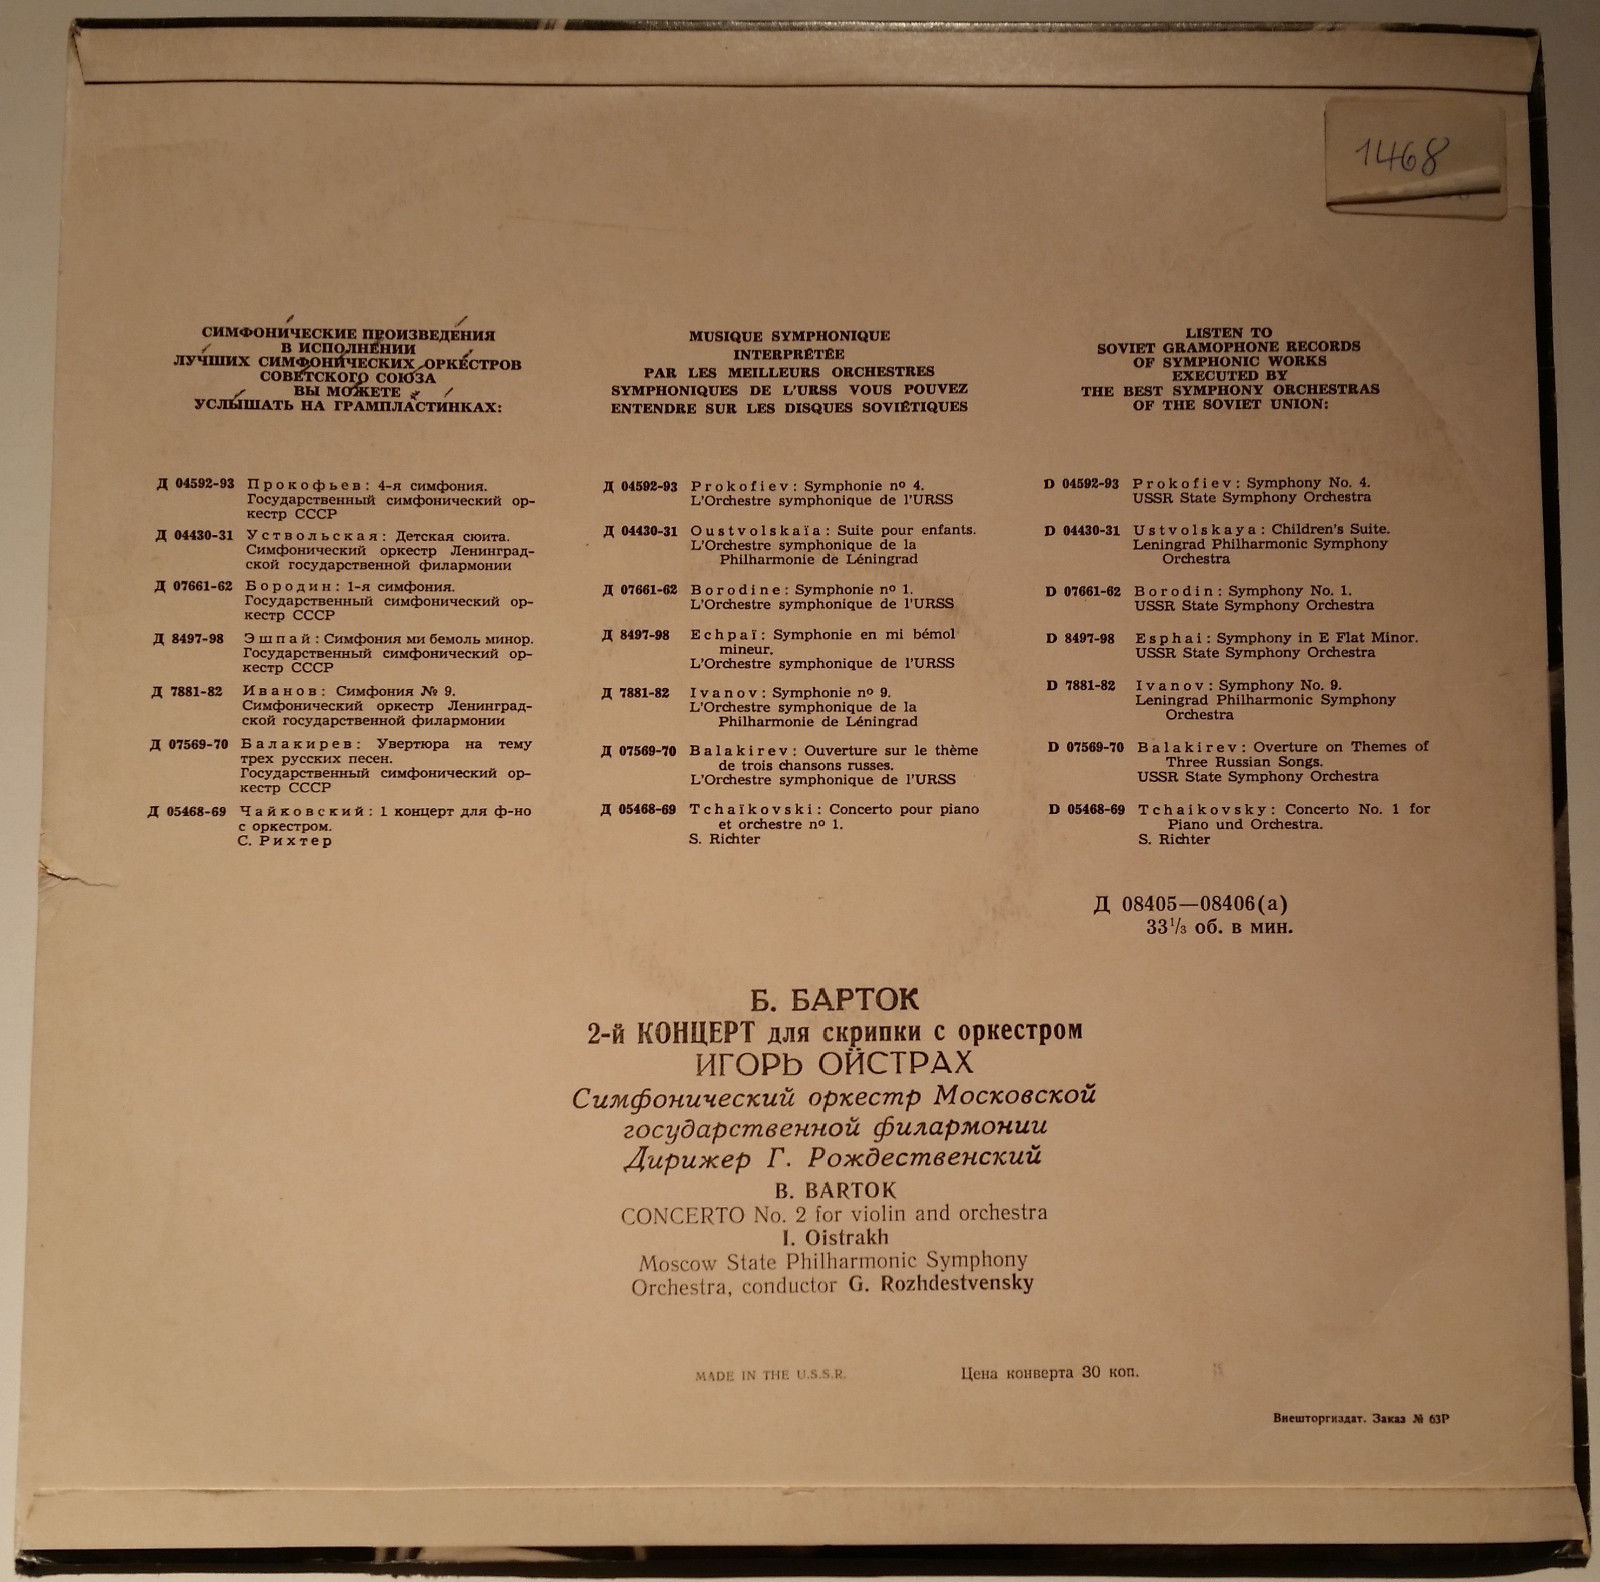 1468
СИМФОНИЧЕСКИЕ ПРОИЗВЕДЕНИЯ
В ИСПОЛНЕНИИ
ЛУЧШИХ СИМФОНИЧЕСКИХ ОРКЕСТРОВ
СОВЕТСКОГО СОЮЗА
ВЫ МОЖЕТЕ
УСЛЫШАТЬ НА ГРАМПЛАСТИНКАХ:
Д 04592-93 Прокофьев: 4-я симфония.
Государственный симфонический ор-
кестр СССР
Д 04430-31 Уствольская: Детская сюита.
Симфонический оркестр Ленинград-
ской государственной филармонии
Д 07661-62 Бородин: 1-я симфония.
Государственный симфонический ор-
кестр СССР
Д 8497-98 Эшпай: Симфония ми бемоль минор.
Государственный симфонический ор-
кестр СССР
Д 7881-82 Иванов: Симфония № 9.
Симфонический оркестр Ленинград-
ской государственной филармонии
Д 07569-70 Балакирев: Увертюра на тему
трех русских песен.
Государственный симфонический ор-
кестр СССР
Д 05468-69 Чайковский: 1 концерт для ф-но
с оркестром.
С. Рихтер
MUSIQUE SYMPHONIQUE
INTERPRÉTÉE
PAR LES MEILLEURS ORCHESTRES
SYMPHONIQUES DE L'URSS VOUS POUVEZ
ENTENDRE SUR LES DISQUES SOVIÉTIQUES
Д 04592-93 Prokofiev: Symphonie nº 4.
L'Orchestre symphonique de l'URSS
Д 04430-31 Oustvolskaïa: Suite pour enfants.
L'Orchestre symphonique de la
Philharmonie de Léningrad
Д 07661-62 Borodine: Symphonie nº 1.
L'Orchestre symphonique de l'URSS
Д 8497-98 Echpaï: Symphonie en mi bémol
mineur.
L'Orchestre symphonique de l'URSS
Д 7881-82 Ivanov: Symphonie nº 9.
L'Orchestre symphonique de la
Philharmonie de Léningrad
Д 07569-70 Balakirev: Ouverture sur le thème
de trois chansons russes.
L'Orchestre symphonique de l'URSS
Д 05468-69 Tchaïkovski: Concerto pour piano
et orchestre nº 1.
S. Richter
LISTEN TO
SOVIET GRAMOPHONE RECORDS
OF SYMPHONIC WORKS
EXECUTED BY
THE BEST SYMPHONY ORCHESTRAS
OF THE SOVIET UNION:
D 04592-93 Prokofiev: Symphony No. 4.
USSR State Symphony Orchestra
D 04430-31 Ustvolskaya: Children's Suite.
Leningrad Philharmonic Symphony
Orchestra
D 07661-62 Borodin: Symphony No. 1.
USSR State Symphony Orchestra
D 8497-98 Esphai: Symphony in E Flat Minor.
USSR State Symphony Orchestra
D 7881-82 Ivanov: Symphony No. 9.
Leningrad Philharmonic Symphony
Orchestra
D 07569-70 Balakirev: Overture on Themes of
Three Russian Songs.
USSR State Symphony Orchestra
D 05468-69 Tchaikovsky: Concerto No. 1 for
Piano und Orchestra.
S. Richter
Д 08405—08406(а)
33⅓ об. в мин.
Б. БАРТОК
2-й КОНЦЕРТ для скрипки с оркестром
ИГОРЬ ОЙСТРАХ
Симфонический оркестр Московской
государственной филармонии
Дирижер Г. Рождественский
B. BARTOK
CONCERTO No. 2 for violin and orchestra
I. Oistrakh
Moscow State Philharmonic Symphony
Orchestra, conductor G. Rozhdestvensky
MADE IN THE U.S.S.R. Цена конверта 30 коп.
Внешторгиздат. Заказ № 63Р